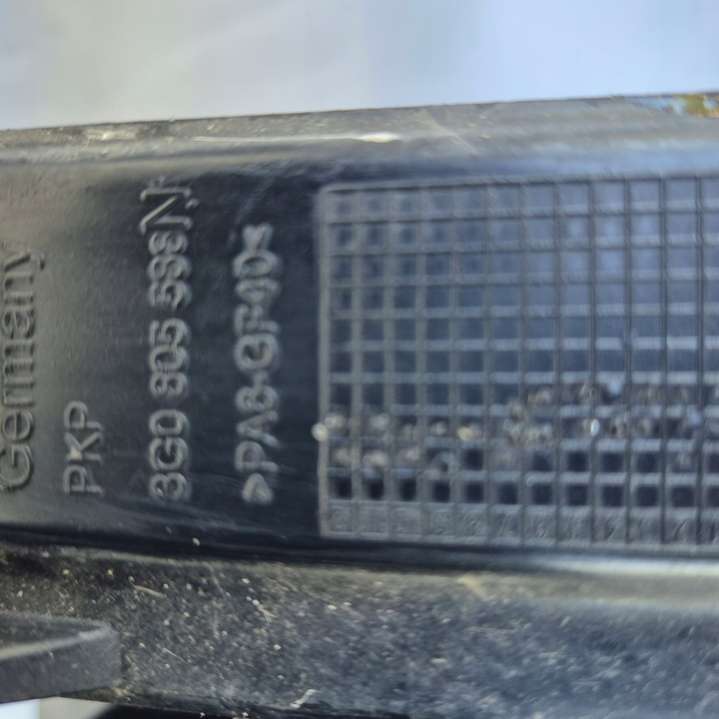 Germany
PKP
3G0 805 588 N
>PA6-GF40<